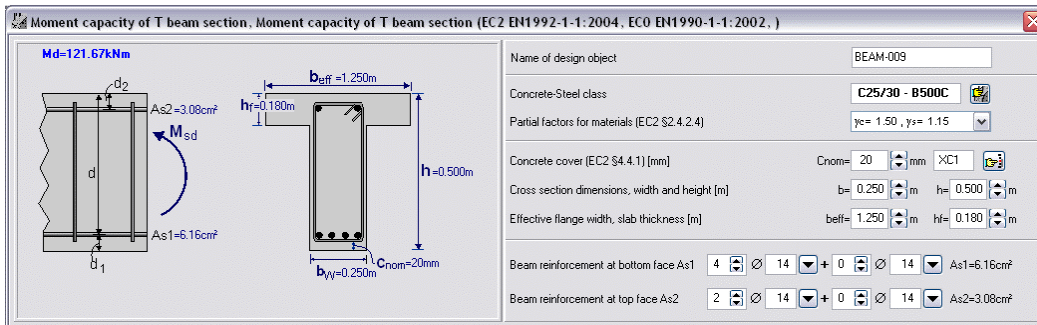 Moment capacity of T beam section, Moment capacity of T beam section (EC2 EN1992-1-1:2004, EC0 EN1990-1-1:2002, )
Md=121.67kNm
d2
As2=3.08cm²
Msd
d
As1=6.16cm²
d1
beff=1.250m
hf=0.180m
h=0.500m
Cnom=20mm
bw=0.250m
Name of design object BEAM-009
Concrete-Steel class C25/30 - B500C
Partial factors for materials (EC2 §2.4.2.4) γc= 1.50 , γs= 1.15
Concrete cover (EC2 §4.4.1) [mm] Cnom= 20 mm XC1
Cross section dimensions, width and height [m] b= 0.250 m h= 0.500 m
Effective flange width, slab thickness [m] beff= 1.250 m hf= 0.180 m
Beam reinforcement at bottom face As1 4 Ø 14 + 0 Ø 14 As1=6.16cm²
Beam reinforcement at top face As2 2 Ø 14 + 0 Ø 14 As2=3.08cm²